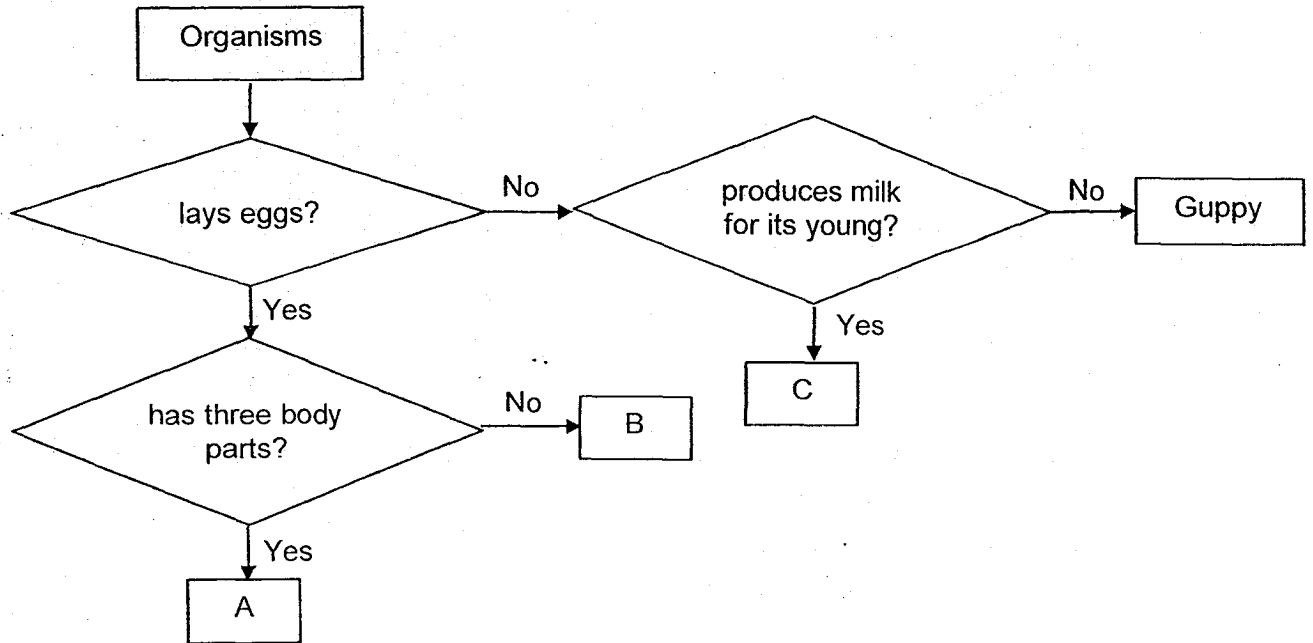 Organisms
lays eggs?
No
produces milk
for its young?
No
Guppy
Yes
Yes
C
has three body
parts?
No
B
Yes
A